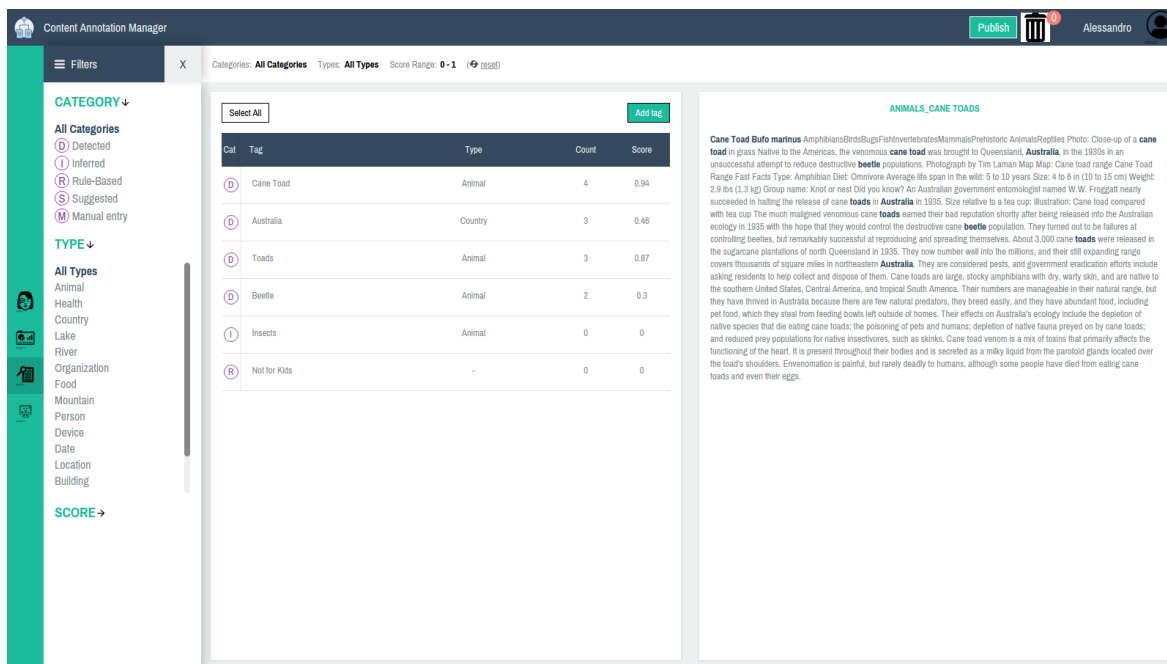 Content Annotation Manager
Publish
0
Alessandro
☰ Filters
X
Categories: All Categories Types: All Types Score Range: 0 - 1 (reset)
CATEGORY↓
All Categories
D Detected
I Inferred
R Rule-Based
S Suggested
M Manual entry
TYPE↓
All Types
Animal
Health
Country
Lake
River
Organization
Food
Mountain
Person
Device
Date
Location
Building
SCORE→
Select All
Add tag
Cat Tag Type Count Score
D Cane Toad Animal 4 0.94
D Australia Country 3 0.46
D Toads Animal 3 0.87
D Beetle Animal 2 0.3
I Insects Animal 0 0
R Not for Kids - 0 0
ANIMALS_CANE TOADS
Cane Toad Bufo marinus AmphibiansBirdsBugsFishInvertebratesMammalsPrehistoric AnimalsReptiles Photo: Close-up of a cane
toad in grass Native to the Americas, the venomous cane toad was brought to Queensland, Australia, in the 1930s in an
unsuccessful attempt to reduce destructive beetle populations. Photograph by Tim Laman Map Map: Cane toad range Cane Toad
Range Fast Facts Type: Amphibian Diet: Omnivore Average life span in the wild: 5 to 10 years Size: 4 to 6 in (10 to 15 cm) Weight:
2.9 lbs (1.3 kg) Group name: Knot or nest Did you know? An Australian government entomologist named W.W. Froggatt nearly
succeeded in halting the release of cane toads in Australia in 1935. Size relative to a tea cup: Illustration: Cane toad compared
with tea cup The much maligned venomous cane toads earned their bad reputation shortly after being released into the Australian
ecology in 1935 with the hope that they would control the destructive cane beetle population. They turned out to be failures at
controlling beetles, but remarkably successful at reproducing and spreading themselves. About 3,000 cane toads were released in
the sugarcane plantations of north Queensland in 1935. They now number well into the millions, and their still expanding range
covers thousands of square miles in northeastern Australia. They are considered pests, and government eradication efforts include
asking residents to help collect and dispose of them. Cane toads are large, stocky amphibians with dry, warty skin, and are native to
the southern United States, Central America, and tropical South America. Their numbers are manageable in their natural range, but
they have thrived in Australia because there are few natural predators, they breed easily, and they have abundant food, including
pet food, which they steal from feeding bowls left outside of homes. Their effects on Australia's ecology include the depletion of
native species that die eating cane toads; the poisoning of pets and humans; depletion of native fauna preyed on by cane toads;
and reduced prey populations for native insectivores, such as skinks. Cane toad venom is a mix of toxins that primarily affects the
functioning of the heart. It is present throughout their bodies and is secreted as a milky liquid from the parotoid glands located over
the toad's shoulders. Envenomation is painful, but rarely deadly to humans, although some people have died from eating cane
toads and even their eggs.